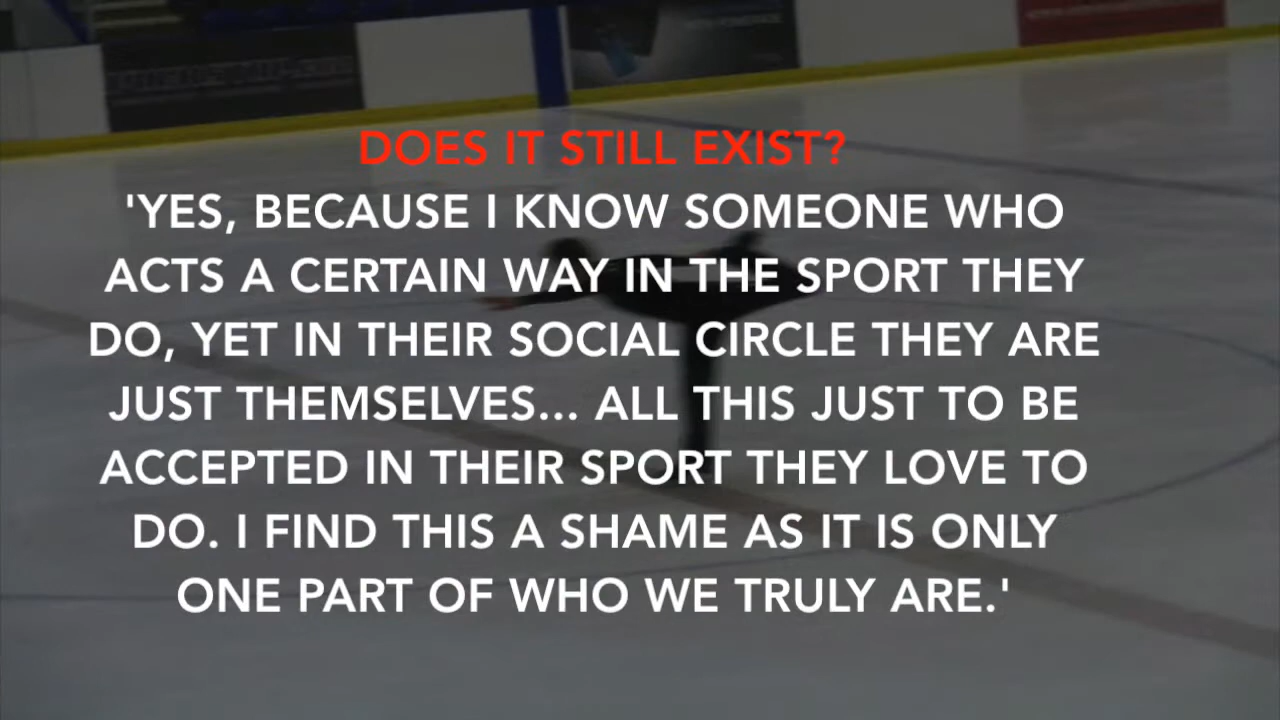 DOES IT STILL EXIST?
'YES, BECAUSE I KNOW SOMEONE WHO
ACTS A CERTAIN WAY IN THE SPORT THEY
DO, YET IN THEIR SOCIAL CIRCLE THEY ARE
JUST THEMSELVES... ALL THIS JUST TO BE
ACCEPTED IN THEIR SPORT THEY LOVE TO
DO. I FIND THIS A SHAME AS IT IS ONLY
ONE PART OF WHO WE TRULY ARE.'